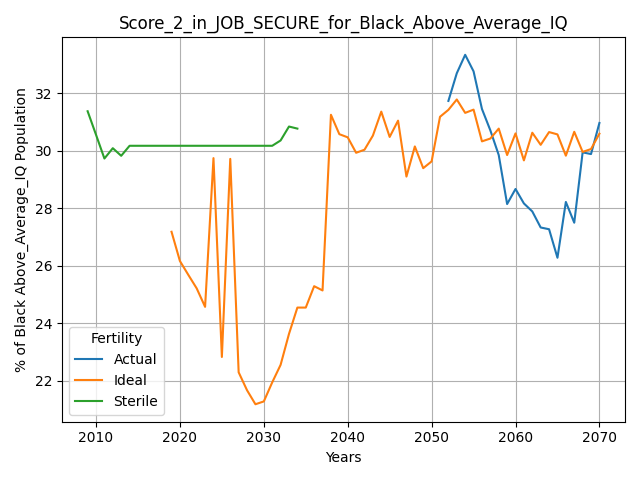 Score_2_in_JOB_SECURE_for_Black_Above_Average_IQ
% of Black Above_Average_IQ Population
32
30
28
26
24
22
Fertility
Actual
Ideal
Sterile
2010 2020 2030 2040 2050 2060 2070
Years